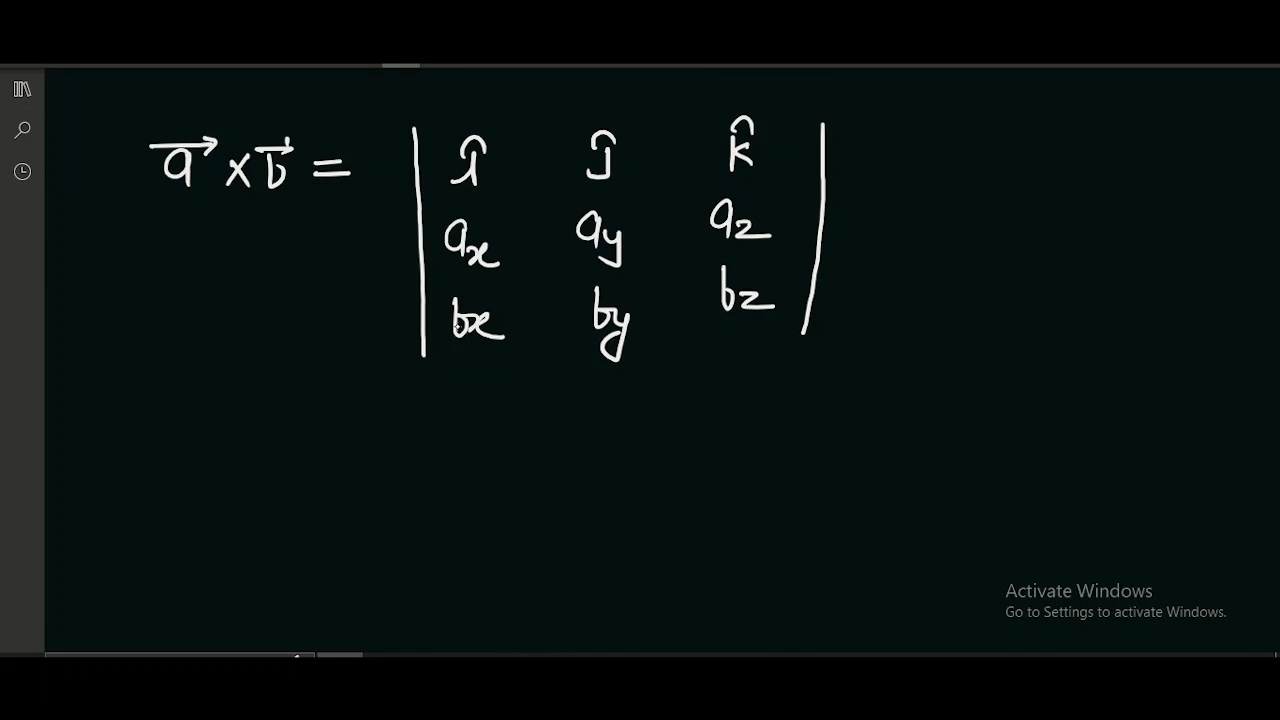 a⃗ × b⃗ = | î ĵ k̂ |
| ax ay az |
| bx by bz |
Activate Windows
Go to Settings to activate Windows.